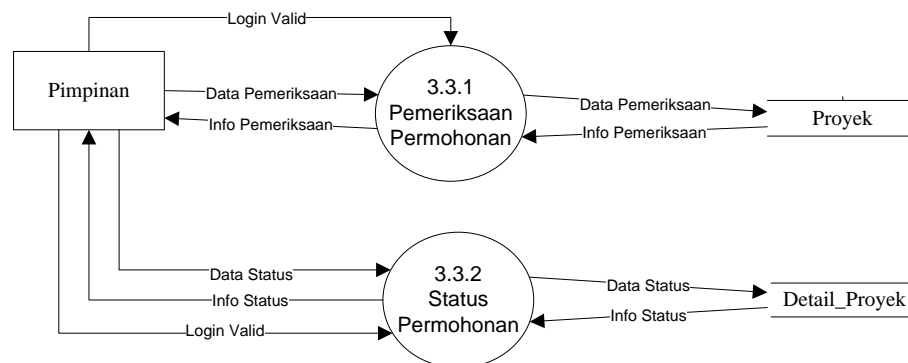 Login Valid
Pimpinan
Data Pemeriksaan
Info Pemeriksaan
3.3.1
Pemeriksaan
Permohonan
Data Pemeriksaan
Info Pemeriksaan
Proyek
Data Status
Info Status
Login Valid
3.3.2
Status
Permohonan
Data Status
Info Status
Detail_Proyek